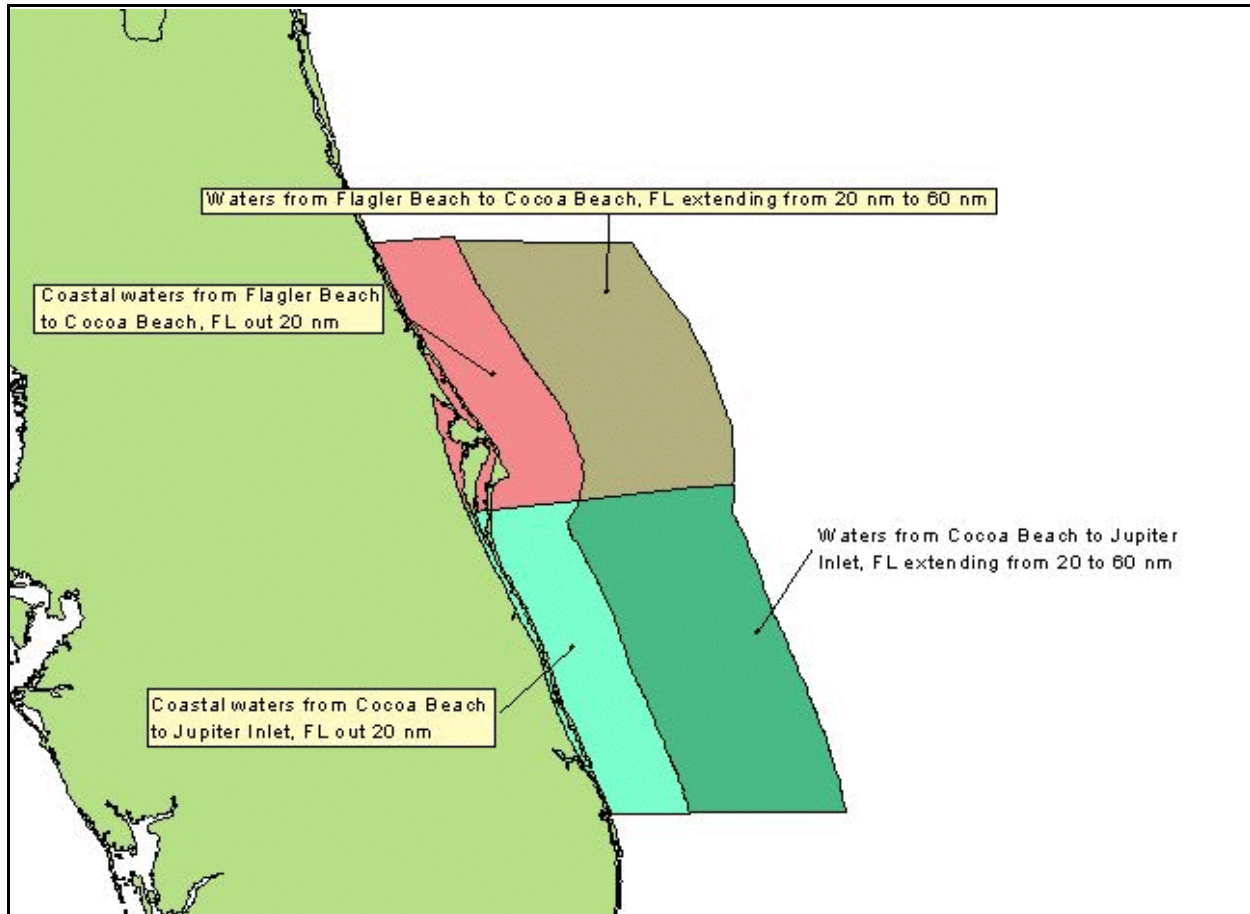 Waters from Flagler Beach to Cocoa Beach, FL extending from 20 nm to 60 nm
Coastal waters from Flagler Beach
to Cocoa Beach, FL out 20 nm
Waters from Cocoa Beach to Jupiter
Inlet, FL extending from 20 to 60 nm
Coastal waters from Cocoa Beach
to Jupiter Inlet, FL out 20 nm